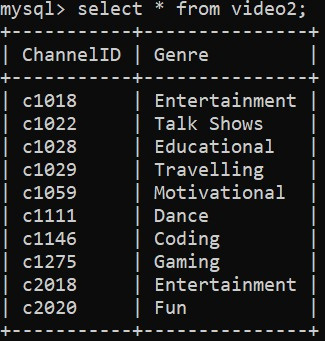 mysql> select * from video2;
+-----------+---------------+
| ChannelID | Genre         |
+-----------+---------------+
| c1018     | Entertainment |
| c1022     | Talk Shows    |
| c1028     | Educational   |
| c1029     | Travelling    |
| c1059     | Motivational  |
| c1111     | Dance         |
| c1146     | Coding        |
| c1275     | Gaming        |
| c2018     | Entertainment |
| c2020     | Fun           |
+-----------+---------------+